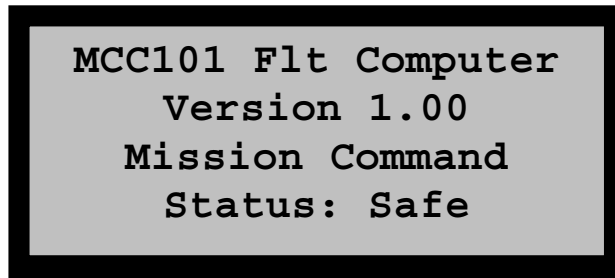 MCC101 Flt Computer
Version 1.00
Mission Command
Status: Safe